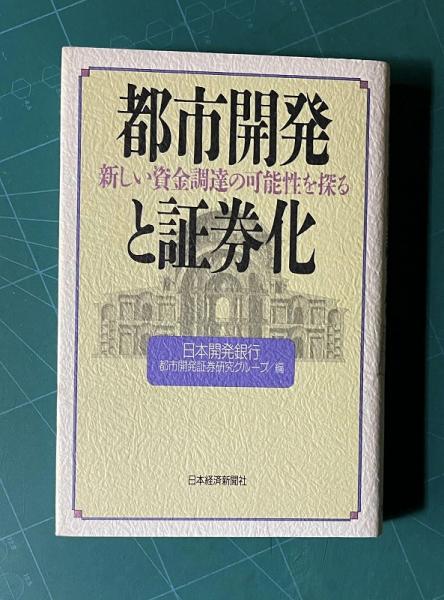 都市開発
新しい資金調達の可能性を探る
と証券化
日本開発銀行
都市開発証券研究グループ/編
日本経済新聞社